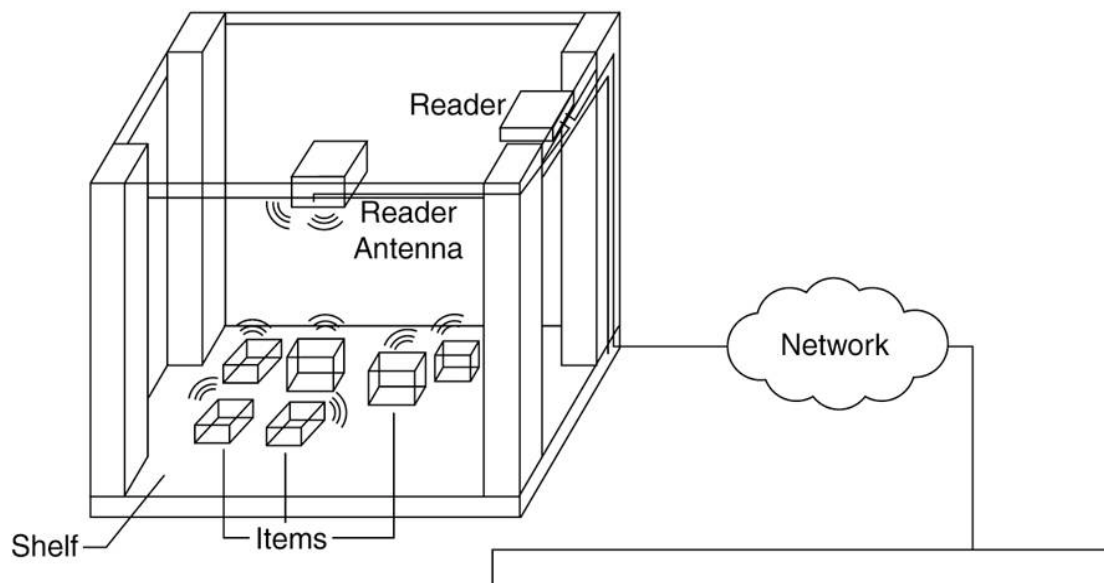 Reader
Reader
Antenna
Network
Shelf
Items